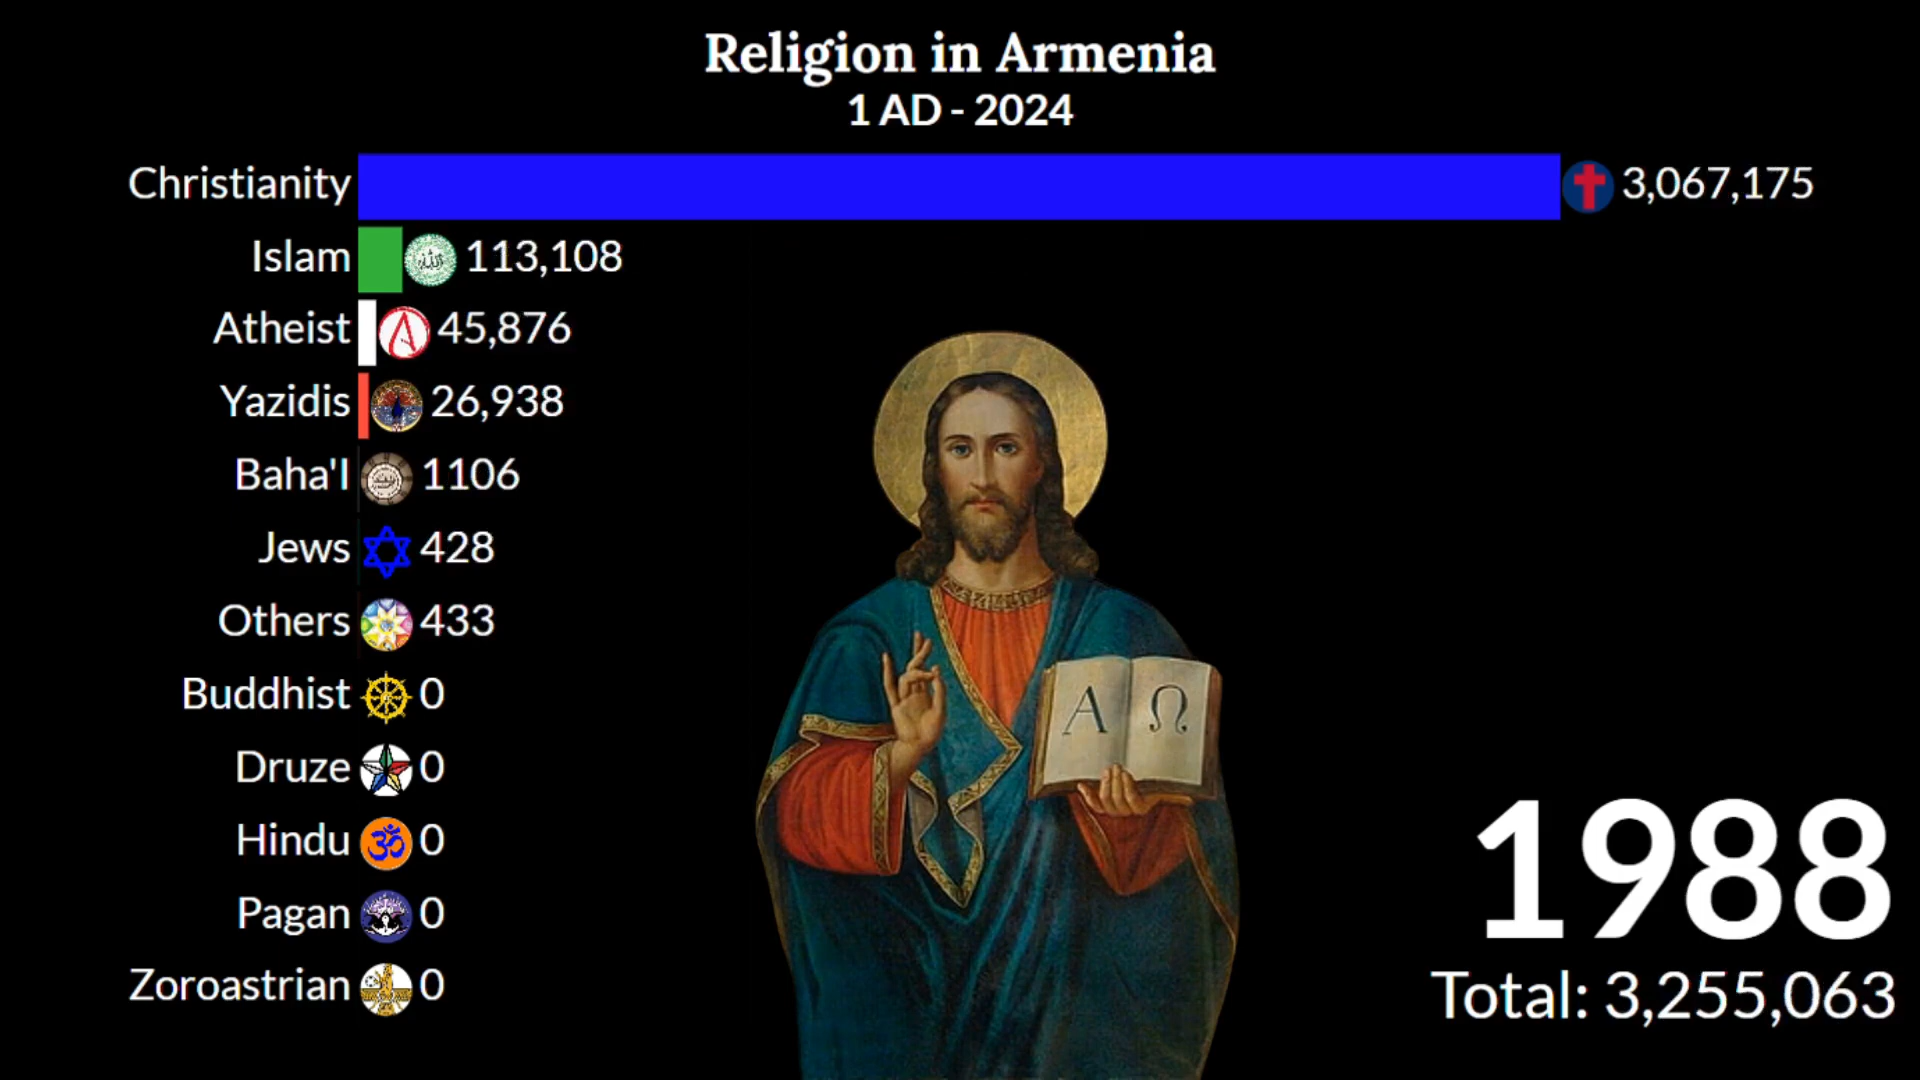 Religion in Armenia
1 AD - 2024
Christianity 3,067,175
Islam 113,108
Atheist 45,876
Yazidis 26,938
Baha'I 1106
Jews 428
Others 433
Buddhist 0
Druze 0
Hindu 0
Pagan 0
Zoroastrian 0
Α Ω
1988
Total: 3,255,063